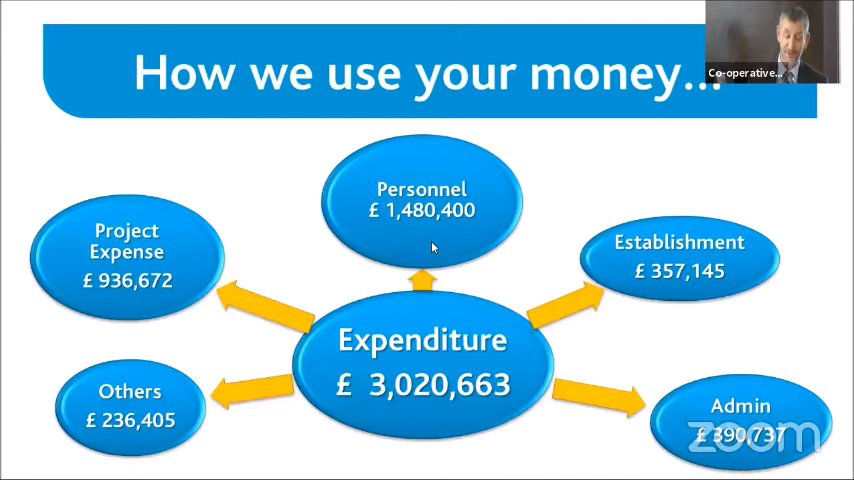 How we use your money...
Co-operative...
Personnel
£ 1,480,400
Project
Expense
£ 936,672
Establishment
£ 357,145
Expenditure
£ 3,020,663
Others
£ 236,405
Admin
£ 390,737
zoom